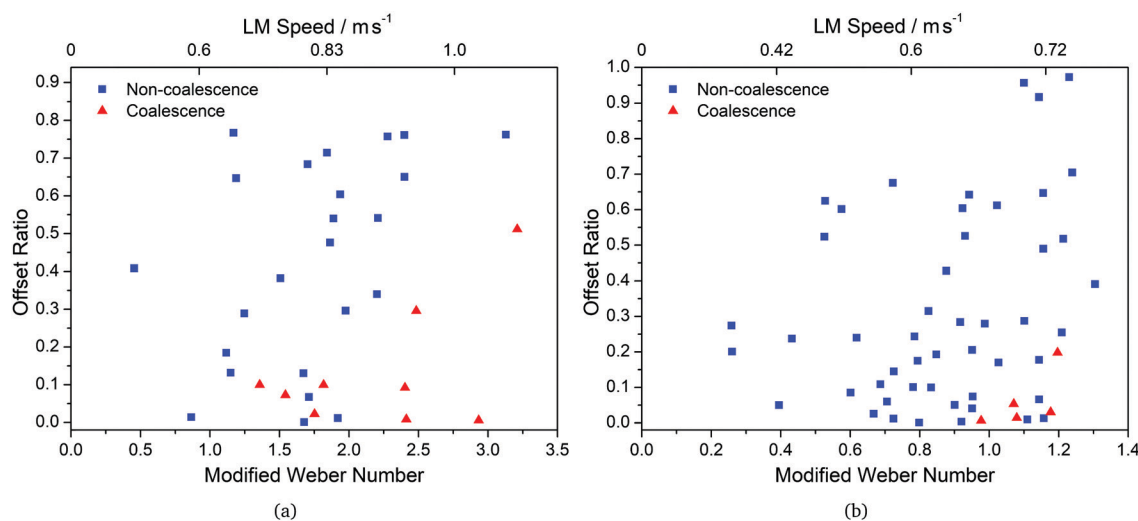 LM Speed / ms⁻¹
0 0.6 0.83 1.0
0.9
0.8
0.7
0.6
0.5
0.4
0.3
0.2
0.1
0.0
Offset Ratio
Non-coalescence
Coalescence
0.0 0.5 1.0 1.5 2.0 2.5 3.0 3.5
Modified Weber Number
(a)
LM Speed / ms⁻¹
0 0.42 0.6 0.72
1.0
0.9
0.8
0.7
0.6
0.5
0.4
0.3
0.2
0.1
0.0
Offset Ratio
Non-coalescence
Coalescence
0.0 0.2 0.4 0.6 0.8 1.0 1.2 1.4
Modified Weber Number
(b)